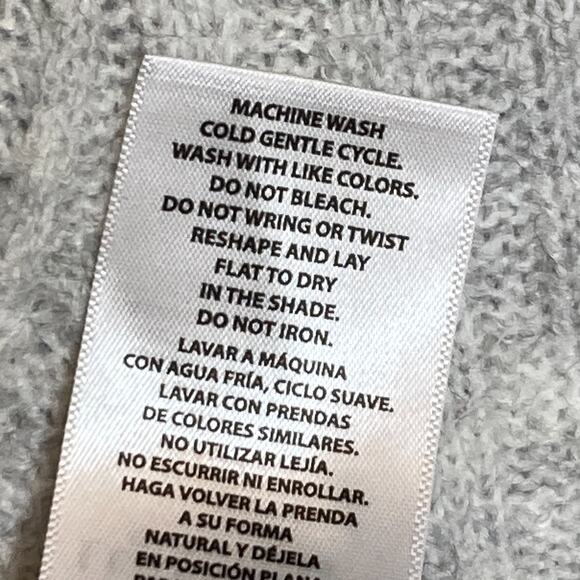 MACHINE WASH
COLD GENTLE CYCLE.
WASH WITH LIKE COLORS.
DO NOT BLEACH.
DO NOT WRING OR TWIST
RESHAPE AND LAY
FLAT TO DRY
IN THE SHADE.
DO NOT IRON.
LAVAR A MÁQUINA
CON AGUA FRÍA, CICLO SUAVE.
LAVAR CON PRENDAS
DE COLORES SIMILARES.
NO UTILIZAR LEJÍA.
NO ESCURRIR NI ENROLLAR.
HAGA VOLVER LA PRENDA
A SU FORMA
NATURAL Y DÉJELA
EN POSICIÓN PLANA